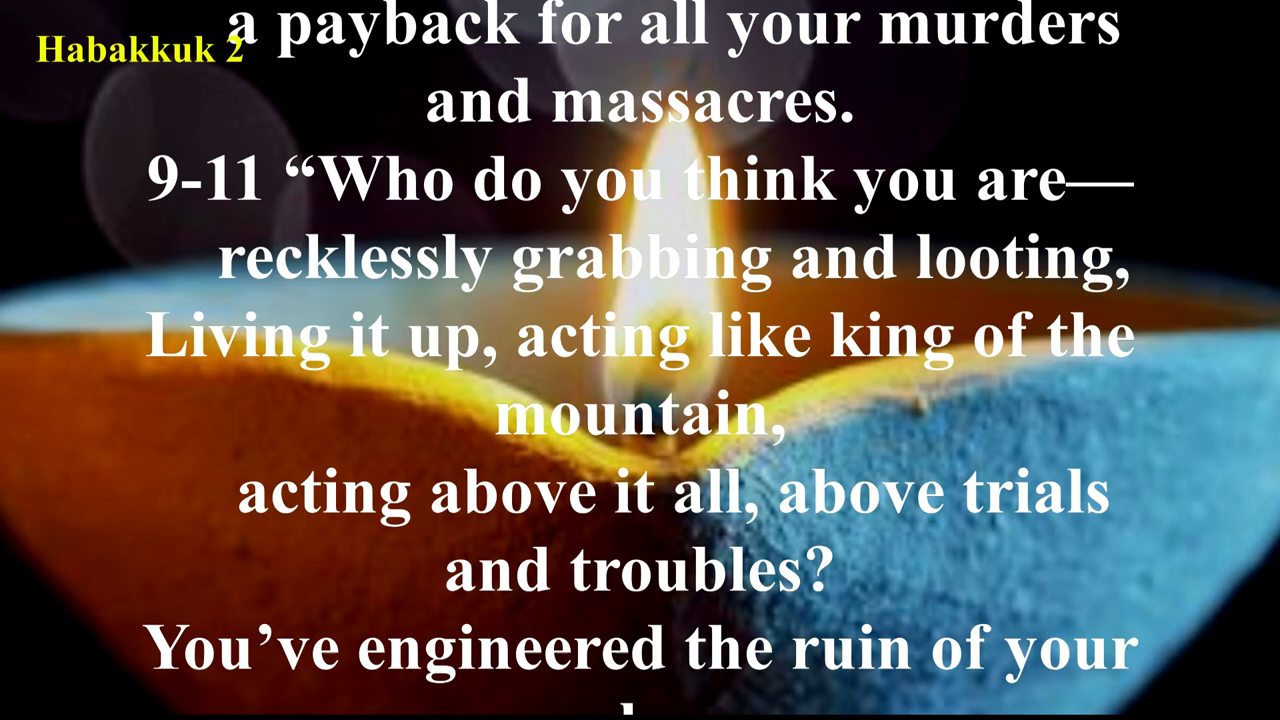 Habakkuk 2
a payback for all your murders
and massacres.
9-11 “Who do you think you are—
recklessly grabbing and looting,
Living it up, acting like king of the
mountain,
acting above it all, above trials
and troubles?
You’ve engineered the ruin of your